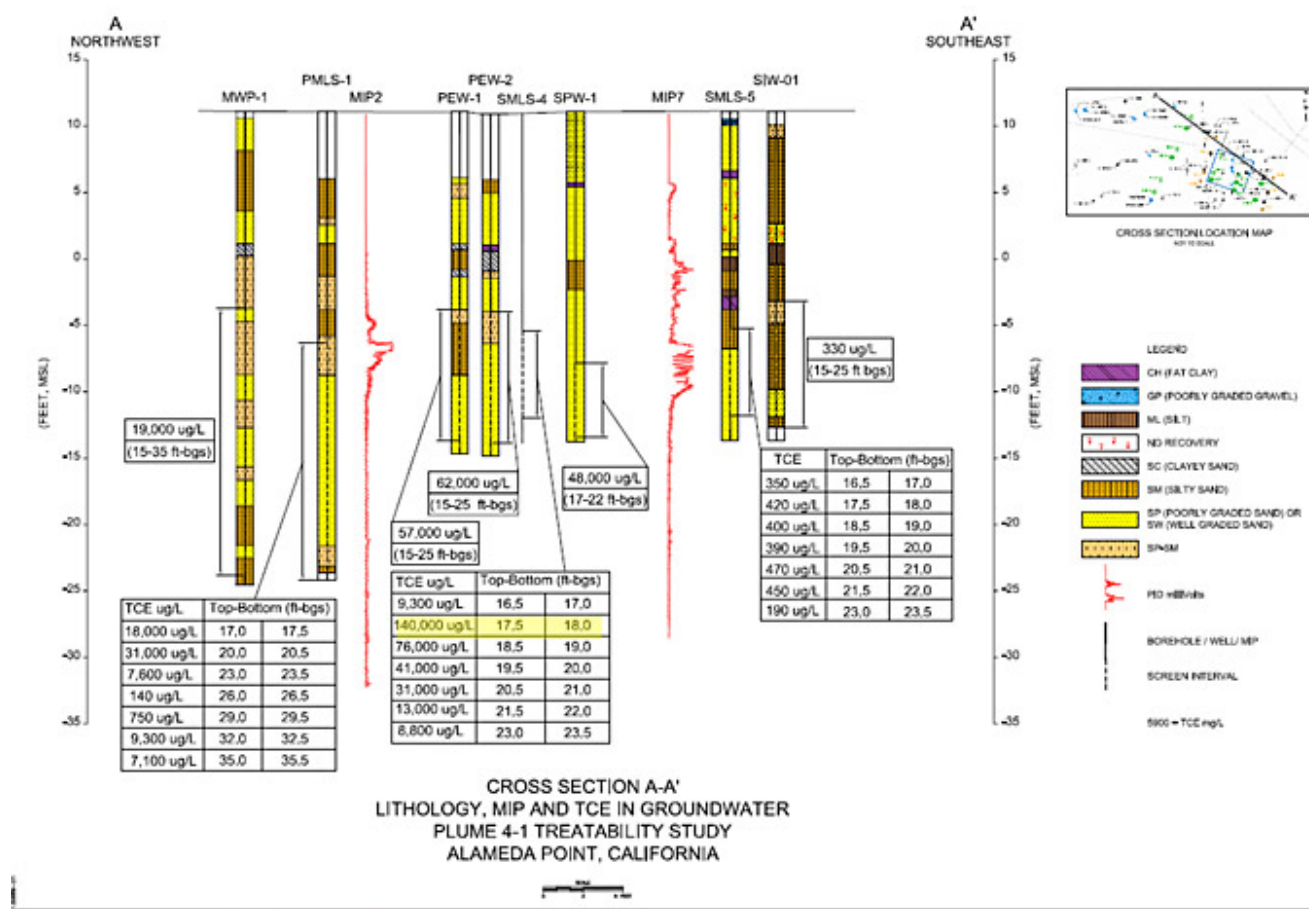 A
NORTHWEST
A'
SOUTHEAST
MWP-1
PMLS-1
MIP2
PEW-2
PEW-1
SMLS-4
SPW-1
MIP7
SMLS-5
SIW-01
15
10
5
0
-5
-10
-15
-20
-25
-30
-35
(FEET, MSL)
15
10
5
0
-5
-10
-15
-20
-25
-30
-35
(FEET, MSL)
19,000 ug/L
(15-35 ft-bgs)
62,000 ug/L
(15-25 ft-bgs)
57,000 ug/L
(15-25 ft-bgs)
48,000 ug/L
(17-22 ft-bgs)
330 ug/L
(15-25 ft bgs)
TCE ug/L Top-Bottom (ft-bgs)
18,000 ug/L 17,0 17,5
31,000 ug/L 20,0 20,5
7,600 ug/L 23,0 23,5
140 ug/L 26,0 26,5
750 ug/L 29,0 29,5
9,300 ug/L 32,0 32,5
7,100 ug/L 35,0 35,5
TCE ug/L Top-Bottom (ft-bgs)
9,300 ug/L 16,5 17,0
140,000 ug/L 17,5 18,0
76,000 ug/L 18,5 19,0
41,000 ug/L 19,5 20,0
31,000 ug/L 20,5 21,0
13,000 ug/L 21,5 22,0
8,800 ug/L 23,0 23,5
TCE Top-Bottom (ft-bgs)
350 ug/L 16,5 17,0
420 ug/L 17,5 18,0
400 ug/L 18,5 19,0
390 ug/L 19,5 20,0
470 ug/L 20,5 21,0
450 ug/L 21,5 22,0
190 ug/L 23,0 23,5
CROSS SECTION LOCATION MAP
NOT TO SCALE
LEGEND
CH (FAT CLAY)
GP (POORLY GRADED GRAVEL)
ML (SILT)
NO RECOVERY
SC (CLAYEY SAND)
SM (SILTY SAND)
SP (POORLY GRADED SAND) OR
SW (WELL GRADED SAND)
SP-SM
PID milliVolts
BOREHOLE / WELL / MIP
SCREEN INTERVAL
5900 = TCE mg/L
CROSS SECTION A-A'
LITHOLOGY, MIP AND TCE IN GROUNDWATER
PLUME 4-1 TREATABILITY STUDY
ALAMEDA POINT, CALIFORNIA
SCALE